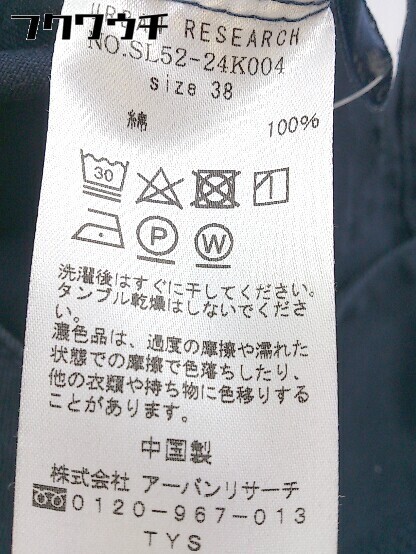 フクワウチ
URBAN RESEARCH
NO.SL52-24K004
size 38
綿 100%
30
P W
洗濯後はすぐに干してください。
タンブル乾燥はしないでくださ
い。
濃色品は、過度の摩擦や濡れた
状態での摩擦で色落ちしたり、
他の衣類や持ち物に色移りする
ことがあります。
中国製
株式会社 アーバンリサーチ
0120-967-013
TYS